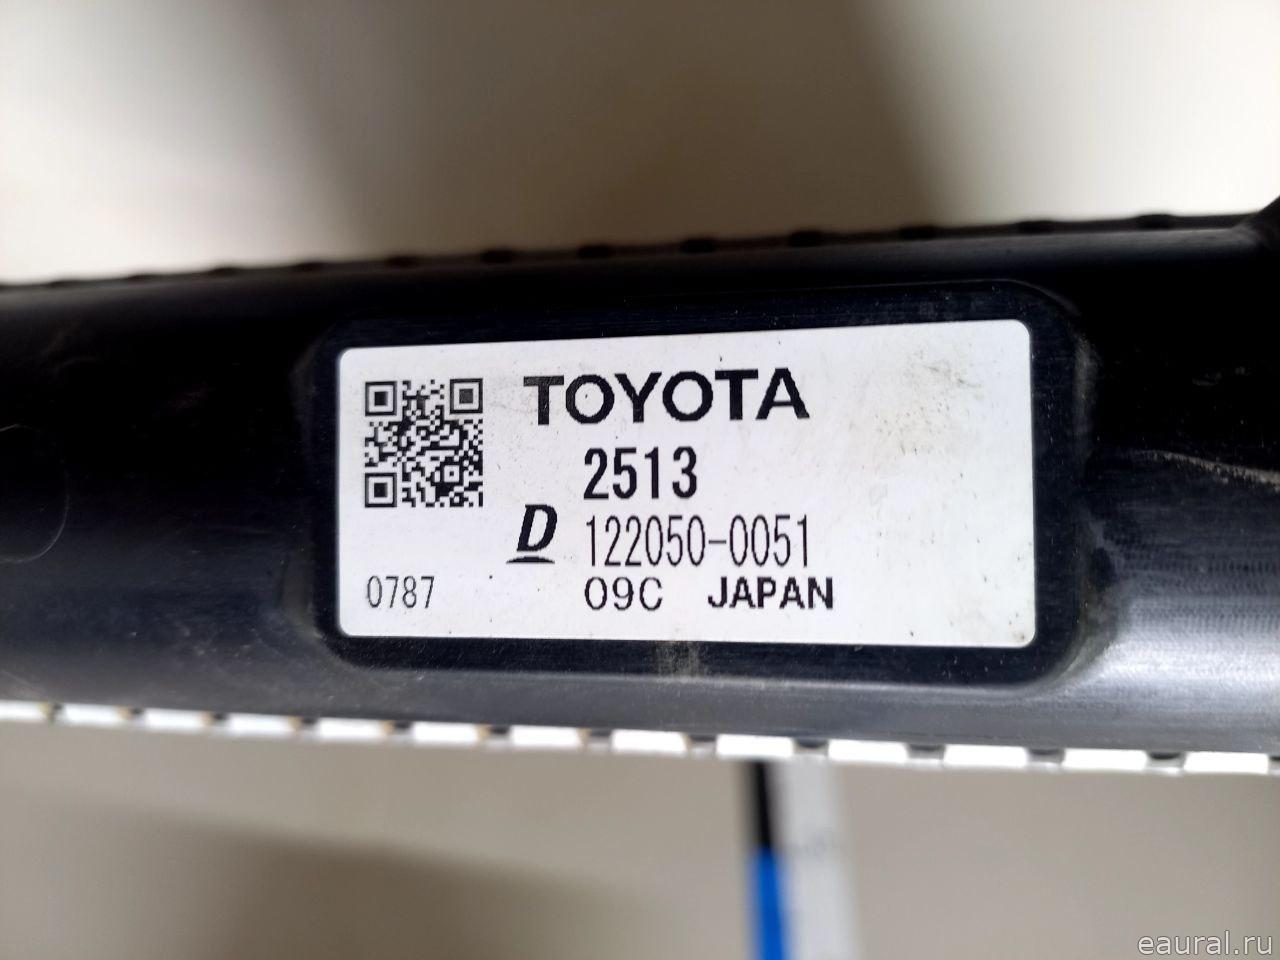 TOYOTA
2513
D 122050-0051
0787 09C JAPAN
eaural.ru